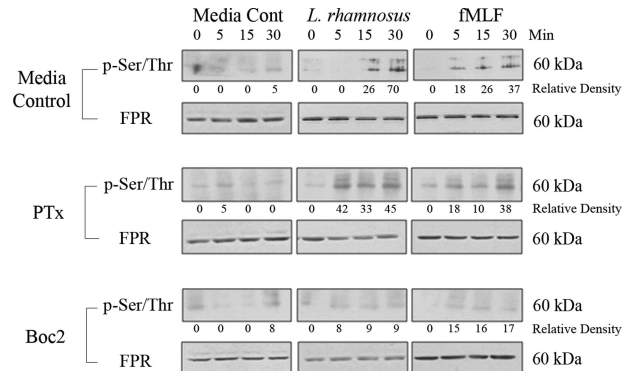 Media Cont L. rhamnosus fMLF
0 5 15 30 0 5 15 30 0 5 15 30 Min
Media Control
p-Ser/Thr 60 kDa
0 0 0 5 0 0 26 70 0 18 26 37 Relative Density
FPR 60 kDa
PTx
p-Ser/Thr 60 kDa
0 5 0 0 0 42 33 45 0 18 10 38 Relative Density
FPR 60 kDa
Boc2
p-Ser/Thr 60 kDa
0 0 0 8 0 8 9 9 0 15 16 17 Relative Density
FPR 60 kDa